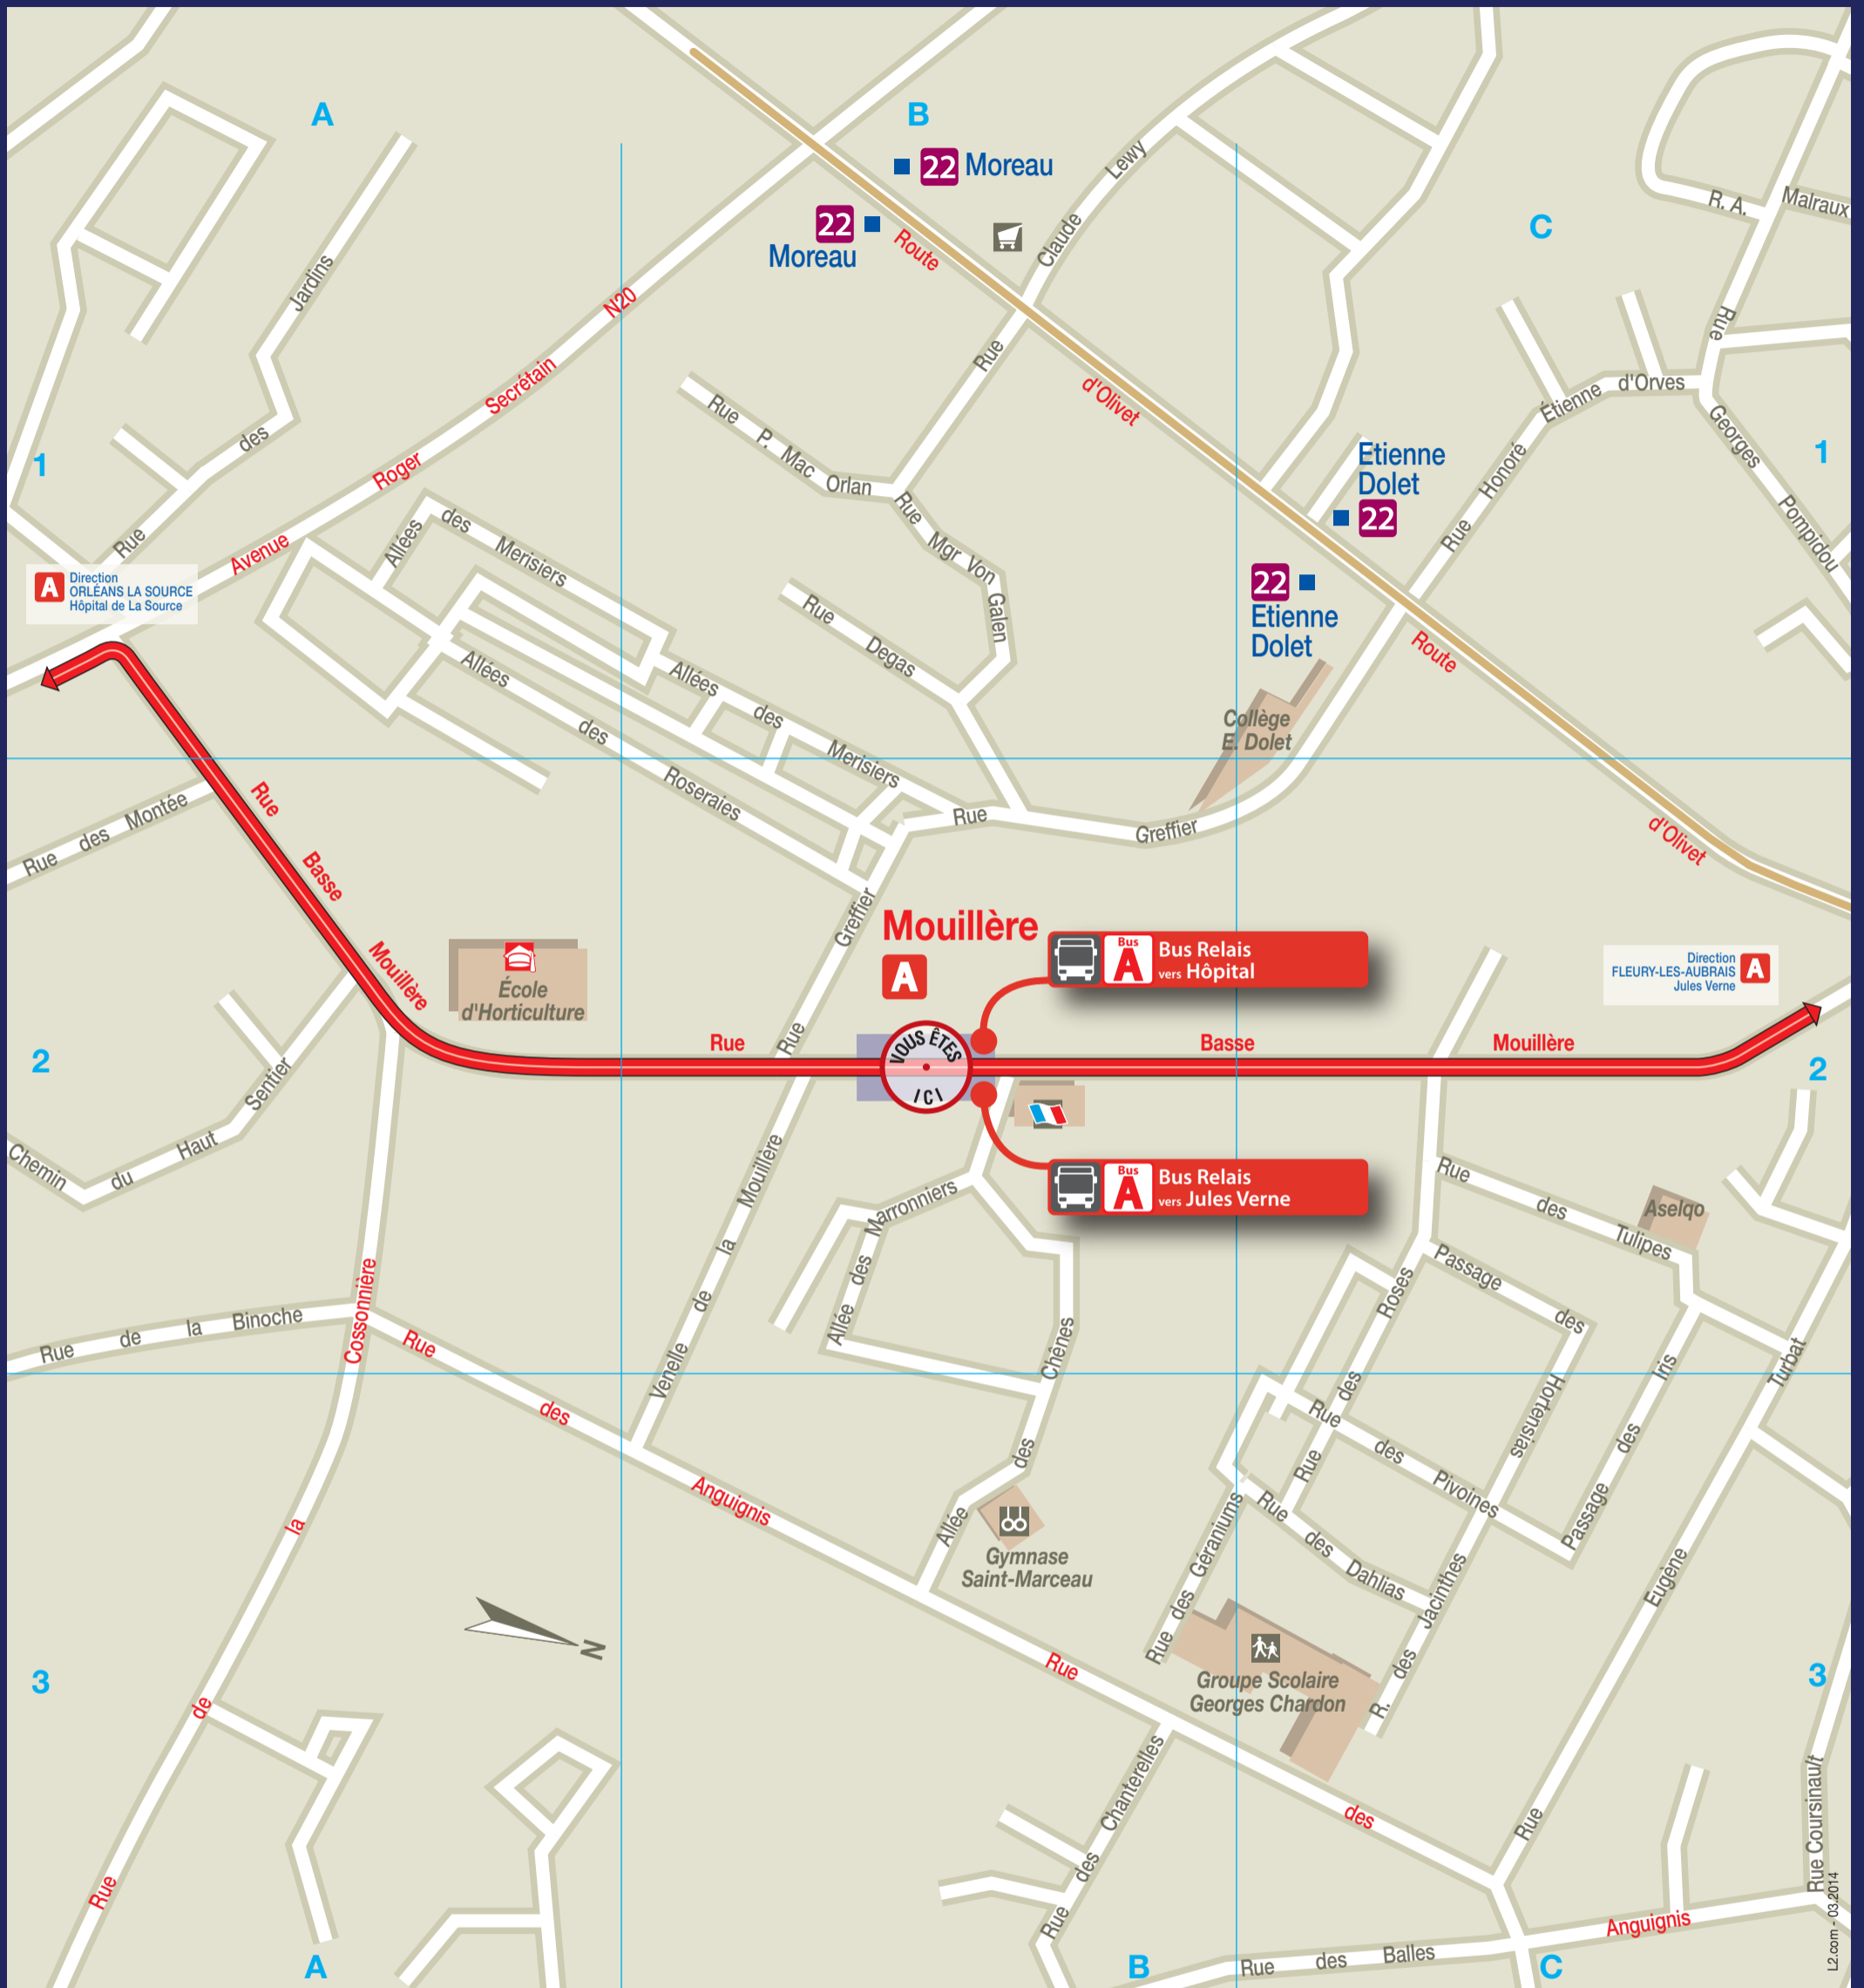 A
B
C
22 Moreau
22
Moreau
Rue Claude Lewy
R. A. Malraux
Route d'Olivet
Avenue Roger Secrétain N20
Rue des Jardins
1
1
Rue P. Mac Orlan
Rue Mgr Von Galen
Rue Degas
Etienne
Dolet
22
22
Etienne
Dolet
Rue Honoré Étienne d'Orves
Rue Georges Pompidou
Allées des Merisiers
Allées des Merisiers
Allées des Roseraies
A Direction
ORLÉANS LA SOURCE
Hôpital de La Source
Collège
E. Dolet
Route d'Olivet
Rue Greffier
Rue Greffier
Rue des Montée
Rue Basse Mouillère
École
d'Horticulture
Mouillère
A
Bus A Bus Relais
vers Hôpital
Direction
FLEURY-LES-AUBRAIS A
Jules Verne
Rue Basse Mouillère
VOUS ÊTES
ICI
2
2
Bus A Bus Relais
vers Jules Verne
Chemin du Haut Sentier
Venelle de la Mouillère
Allée des Marronniers
Allée des Chênes
Rue des Tulipes
Aselqo
Passage des Hortensias
Rue des Roses
Passage des Iris
Rue Eugène Turbat
Rue de la Binoche
Rue de la Cossonnière
Rue des Anguignis
Rue des Pivoines
Rue des Dahlias
Rue des Géraniums
R. des Jacinthes
Gymnase
Saint-Marceau
Groupe Scolaire
Georges Chardon
N
3
3
Rue des Anguignis
Rue des Chanterelles
Rue des Balles
Rue Coursinault
A
B
C
L2.com - 03.2014